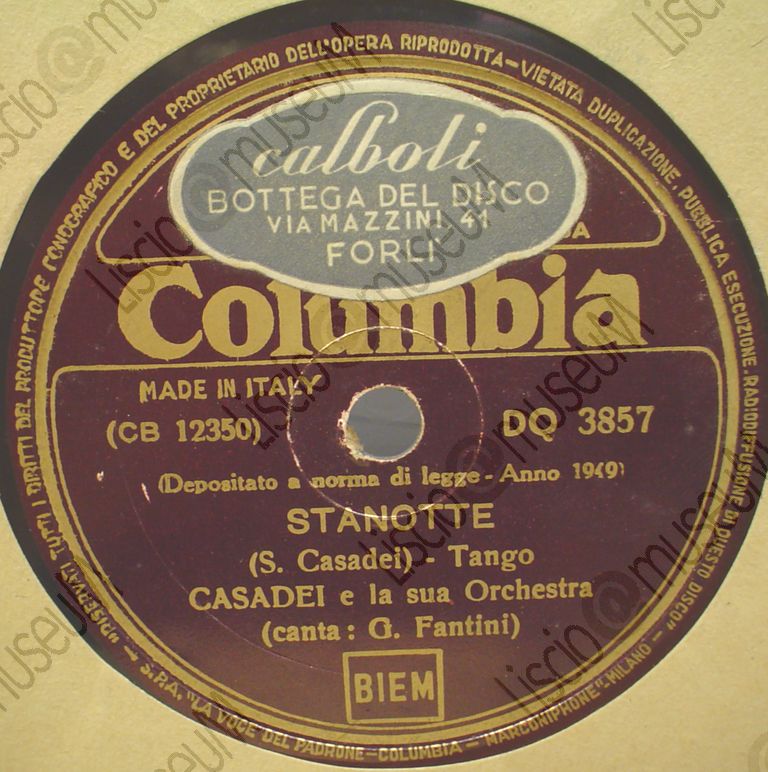 "RISERVATI TUTTI I DIRITTI DEL PRODUTTORE FONOGRAFICO E DEL PROPRIETARIO DELL'OPERA RIPRODOTTA - VIETATA DUPLICAZIONE, PUBBLICA ESECUZIONE, RADIODIFFUSIONE DI QUESTO DISCO"
calboli
BOTTEGA DEL DISCO
VIA MAZZINI, 41
FORLI
Columbia
MADE IN ITALY
(CB 12350)
DQ 3857
(Depositato a norma di legge - Anno 1949)
STANOTTE
(S. Casadei) - Tango
CASADEI e la sua Orchestra
(canta: G. Fantini)
BIEM
- S.P.A. "LA VOCE DEL PADRONE-COLUMBIA - MARCONIPHONE" - MILANO -
Liscio@museuM